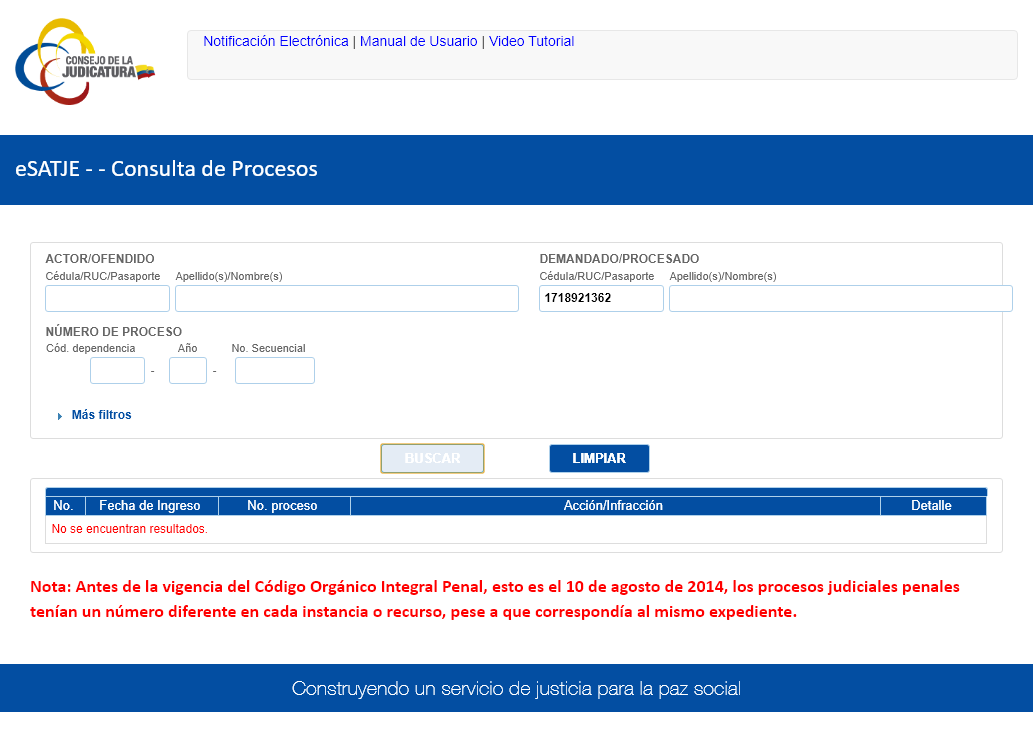 CONSEJO DE LA
JUDICATURA
Notificación Electrónica | Manual de Usuario | Video Tutorial
eSATJE - - Consulta de Procesos
ACTOR/OFENDIDO DEMANDADO/PROCESADO
Cédula/RUC/Pasaporte Apellido(s)/Nombre(s) Cédula/RUC/Pasaporte Apellido(s)/Nombre(s)
1718921362
NÚMERO DE PROCESO
Cód. dependencia Año No. Secuencial
- -
Más filtros
BUSCAR LIMPIAR
No. Fecha de Ingreso No. proceso Acción/Infracción Detalle
No se encuentran resultados.
Nota: Antes de la vigencia del Código Orgánico Integral Penal, esto es el 10 de agosto de 2014, los procesos judiciales penales
tenían un número diferente en cada instancia o recurso, pese a que correspondía al mismo expediente.
Construyendo un servicio de justicia para la paz social